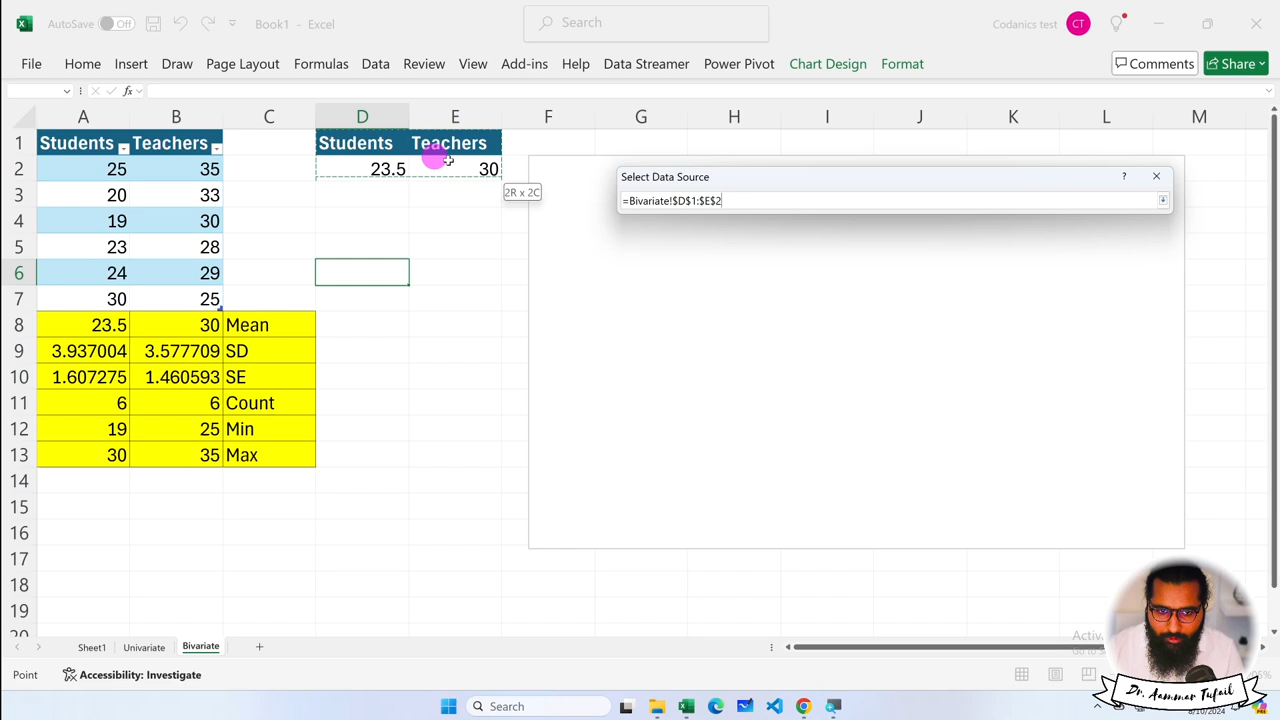 AutoSave Off Book1 - Excel Search Codanics test CT
File Home Insert Draw Page Layout Formulas Data Review View Add-ins Help Data Streamer Power Pivot Chart Design Format Comments Share
fx
A B C D E F G H I J K L M
1 Students Teachers Students Teachers
2 25 35 23.5 30
Select Data Source ?
3 20 33 2R x 2C =Bivariate!$D$1:$E$2
4 19 30
5 23 28
6 24 29
7 30 25
8 23.5 30 Mean
9 3.937004 3.577709 SD
10 1.607275 1.460593 SE
11 6 6 Count
12 19 25 Min
13 30 35 Max
14
15
16
17
18
19
20
Sheet1 Univariate Bivariate
Point Accessibility: Investigate
Search
Dr. Aammar Tufail
8/10/2024